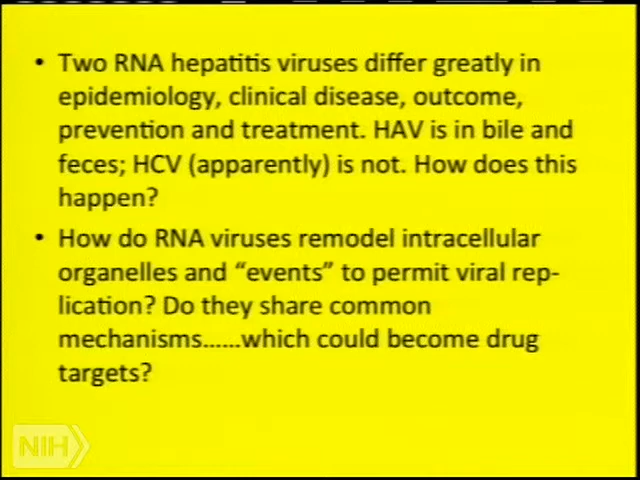 • Two RNA hepatitis viruses differ greatly in
epidemiology, clinical disease, outcome,
prevention and treatment. HAV is in bile and
feces; HCV (apparently) is not. How does this
happen?
• How do RNA viruses remodel intracellular
organelles and “events” to permit viral rep-
lication? Do they share common
mechanisms……which could become drug
targets?
NIH